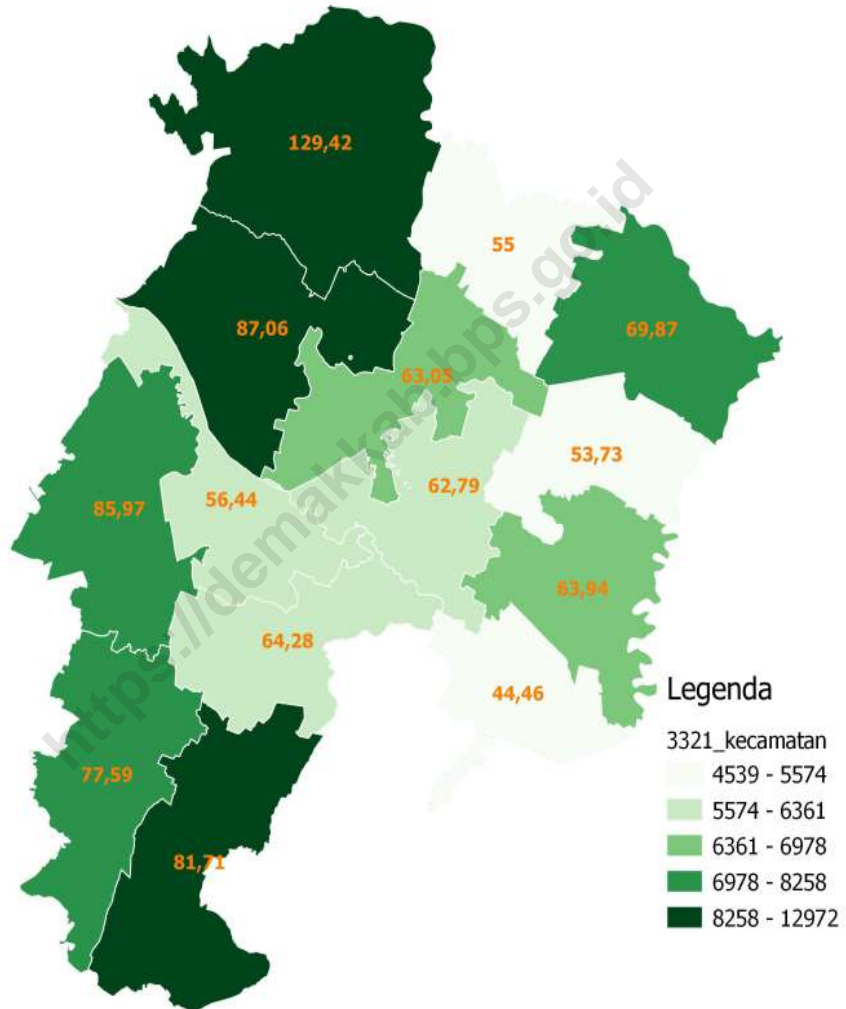 129,42
55
87,06
69,87
63,05
53,73
62,79
56,44
85,97
63,94
64,28
44,46
77,59
81,71
Legenda
3321_kecamatan
4539 - 5574
5574 - 6361
6361 - 6978
6978 - 8258
8258 - 12972
https://demakkab.bps.go.id